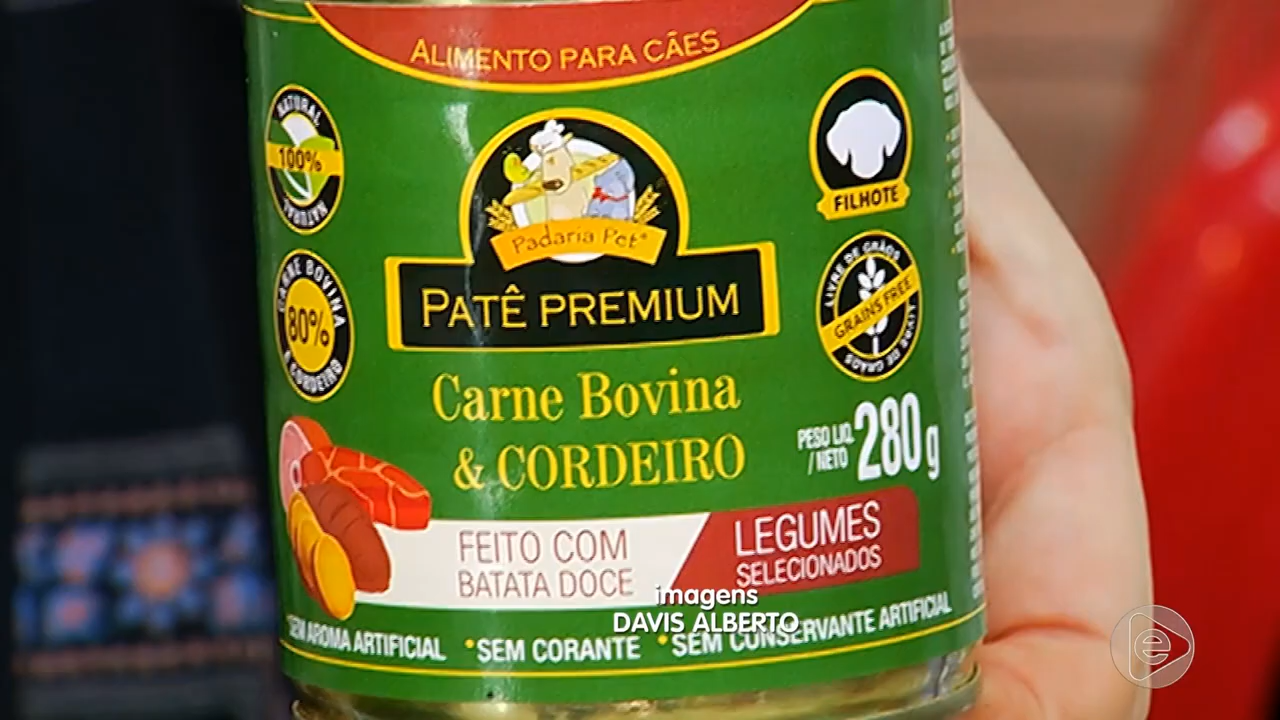 ALIMENTO PARA CÃES
NATURAL
100%
NATURAL
Padaria Pet®
FILHOTE
CARNE BOVINA
80%
& CORDEIRO
PATÊ PREMIUM
LIVRE DE GRÃOS
GRAINS FREE
LIVRE DE GRÃOS
Carne Bovina
& CORDEIRO
PESO LIQ.
/ NETO
280g
FEITO COM
BATATA DOCE
LEGUMES
SELECIONADOS
imagens
DAVIS ALBERTO
*SEM AROMA ARTIFICIAL *SEM CORANTE *SEM CONSERVANTE ARTIFICIAL
e